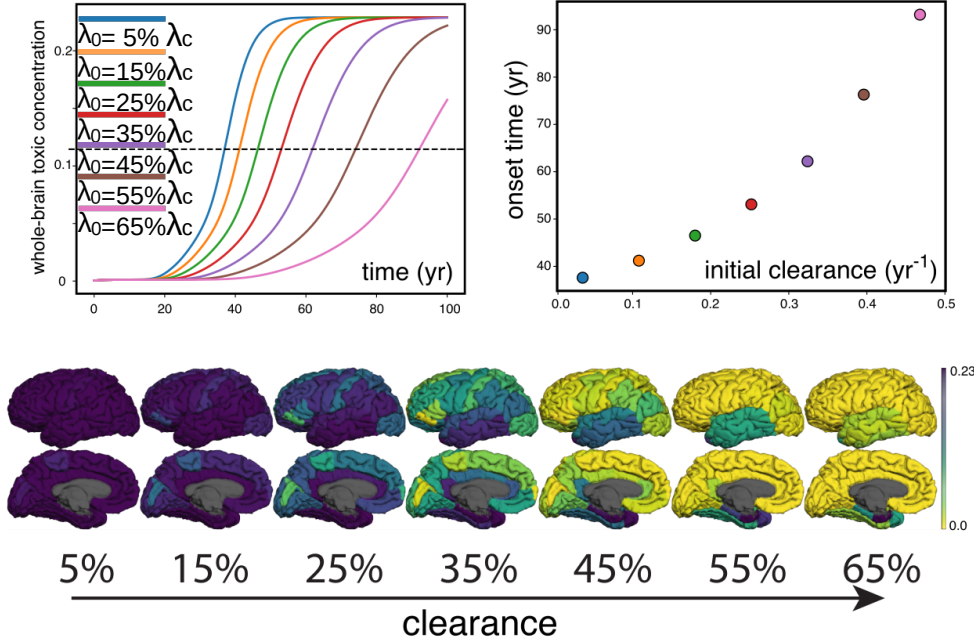 λ₀= 5% λc
λ₀=15%λc
λ₀=25%λc
λ₀=35%λc
λ₀=45%λc
λ₀=55%λc
λ₀=65%λc
whole-brain toxic concentration
0.2
0.1
0
time (yr)
0 20 40 60 80 100
onset time (yr)
90
80
70
60
50
40
initial clearance (yr⁻¹)
0.0 0.1 0.2 0.3 0.4 0.5
0.23
0.0
5% 15% 25% 35% 45% 55% 65%
clearance